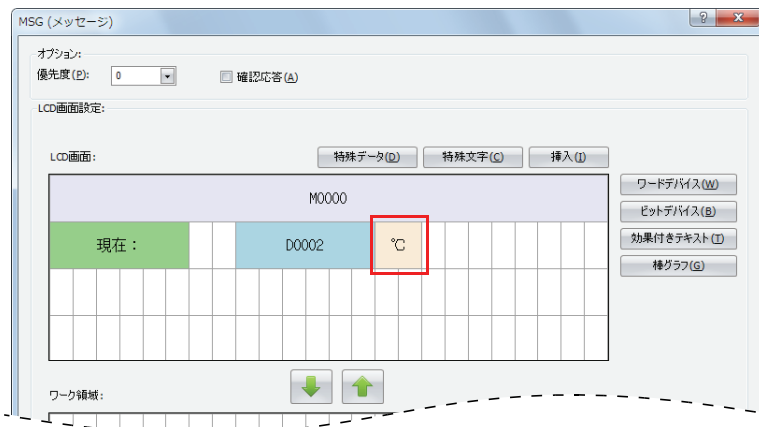 MSG (メッセージ)
オプション:
優先度(P): 0 確認応答(A)
LCD画面設定:
LCD画面: 特殊データ(D) 特殊文字(C) 挿入(I)
M0000
ワードデバイス(W)
ビットデバイス(B)
現在： D0002 ℃
効果付きテキスト(T)
棒グラフ(G)
ワーク領域: